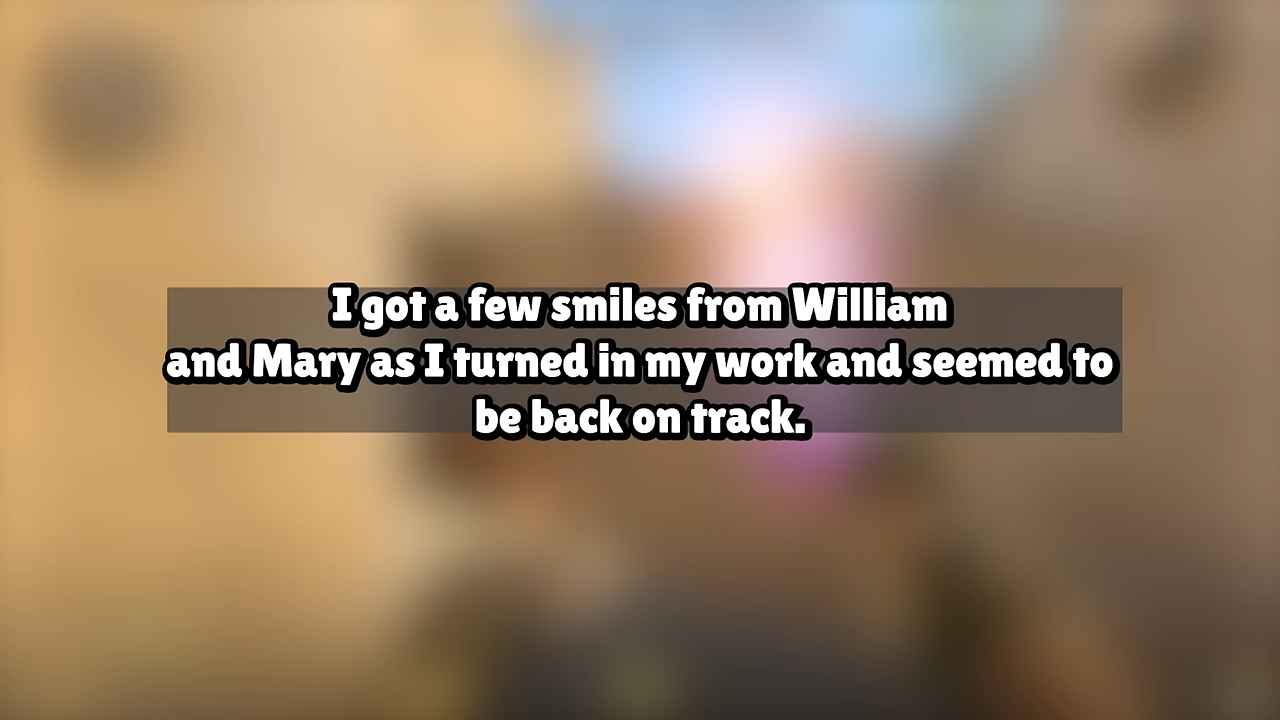 I got a few smiles from William
and Mary as I turned in my work and seemed to
be back on track.